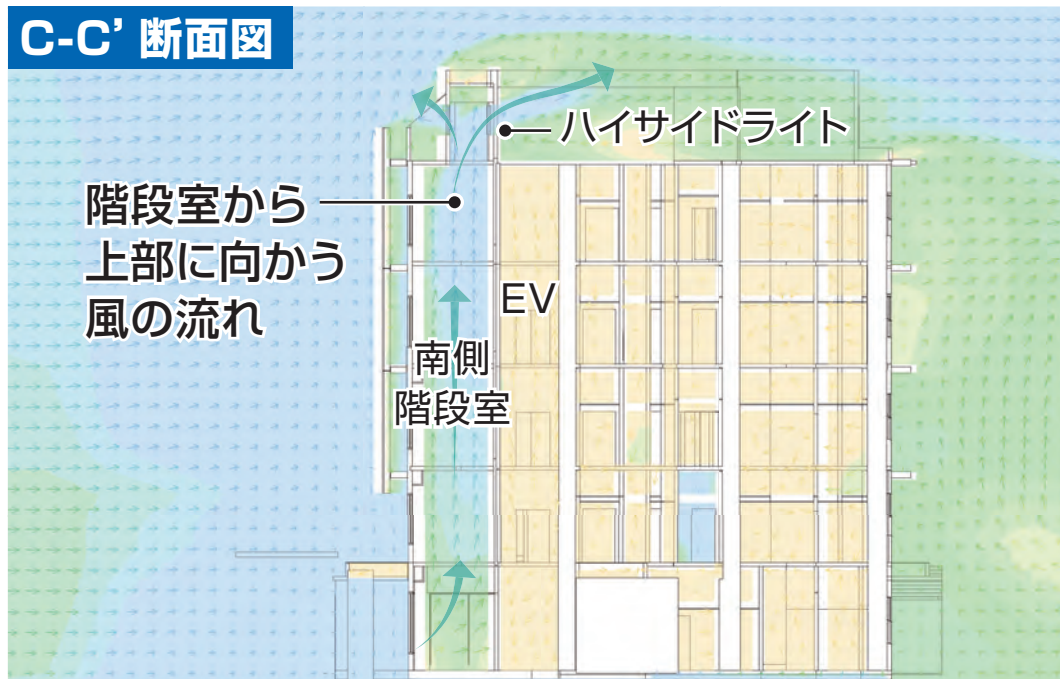 C-C’ 断面図
ハイサイドライト
階段室から
上部に向かう
風の流れ
EV
南側
階段室